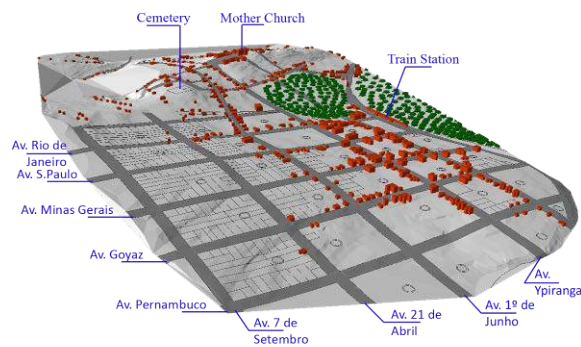 Cemetery
Mother Church
Train Station
Av. Rio de
Janeiro
Av. S.Paulo
Av. Minas Gerais
Av. Goyaz
Av. Pernambuco
Av. 7 de
Setembro
Av. 21 de
Abril
Av. 1º de
Junho
Av.
Ypiranga